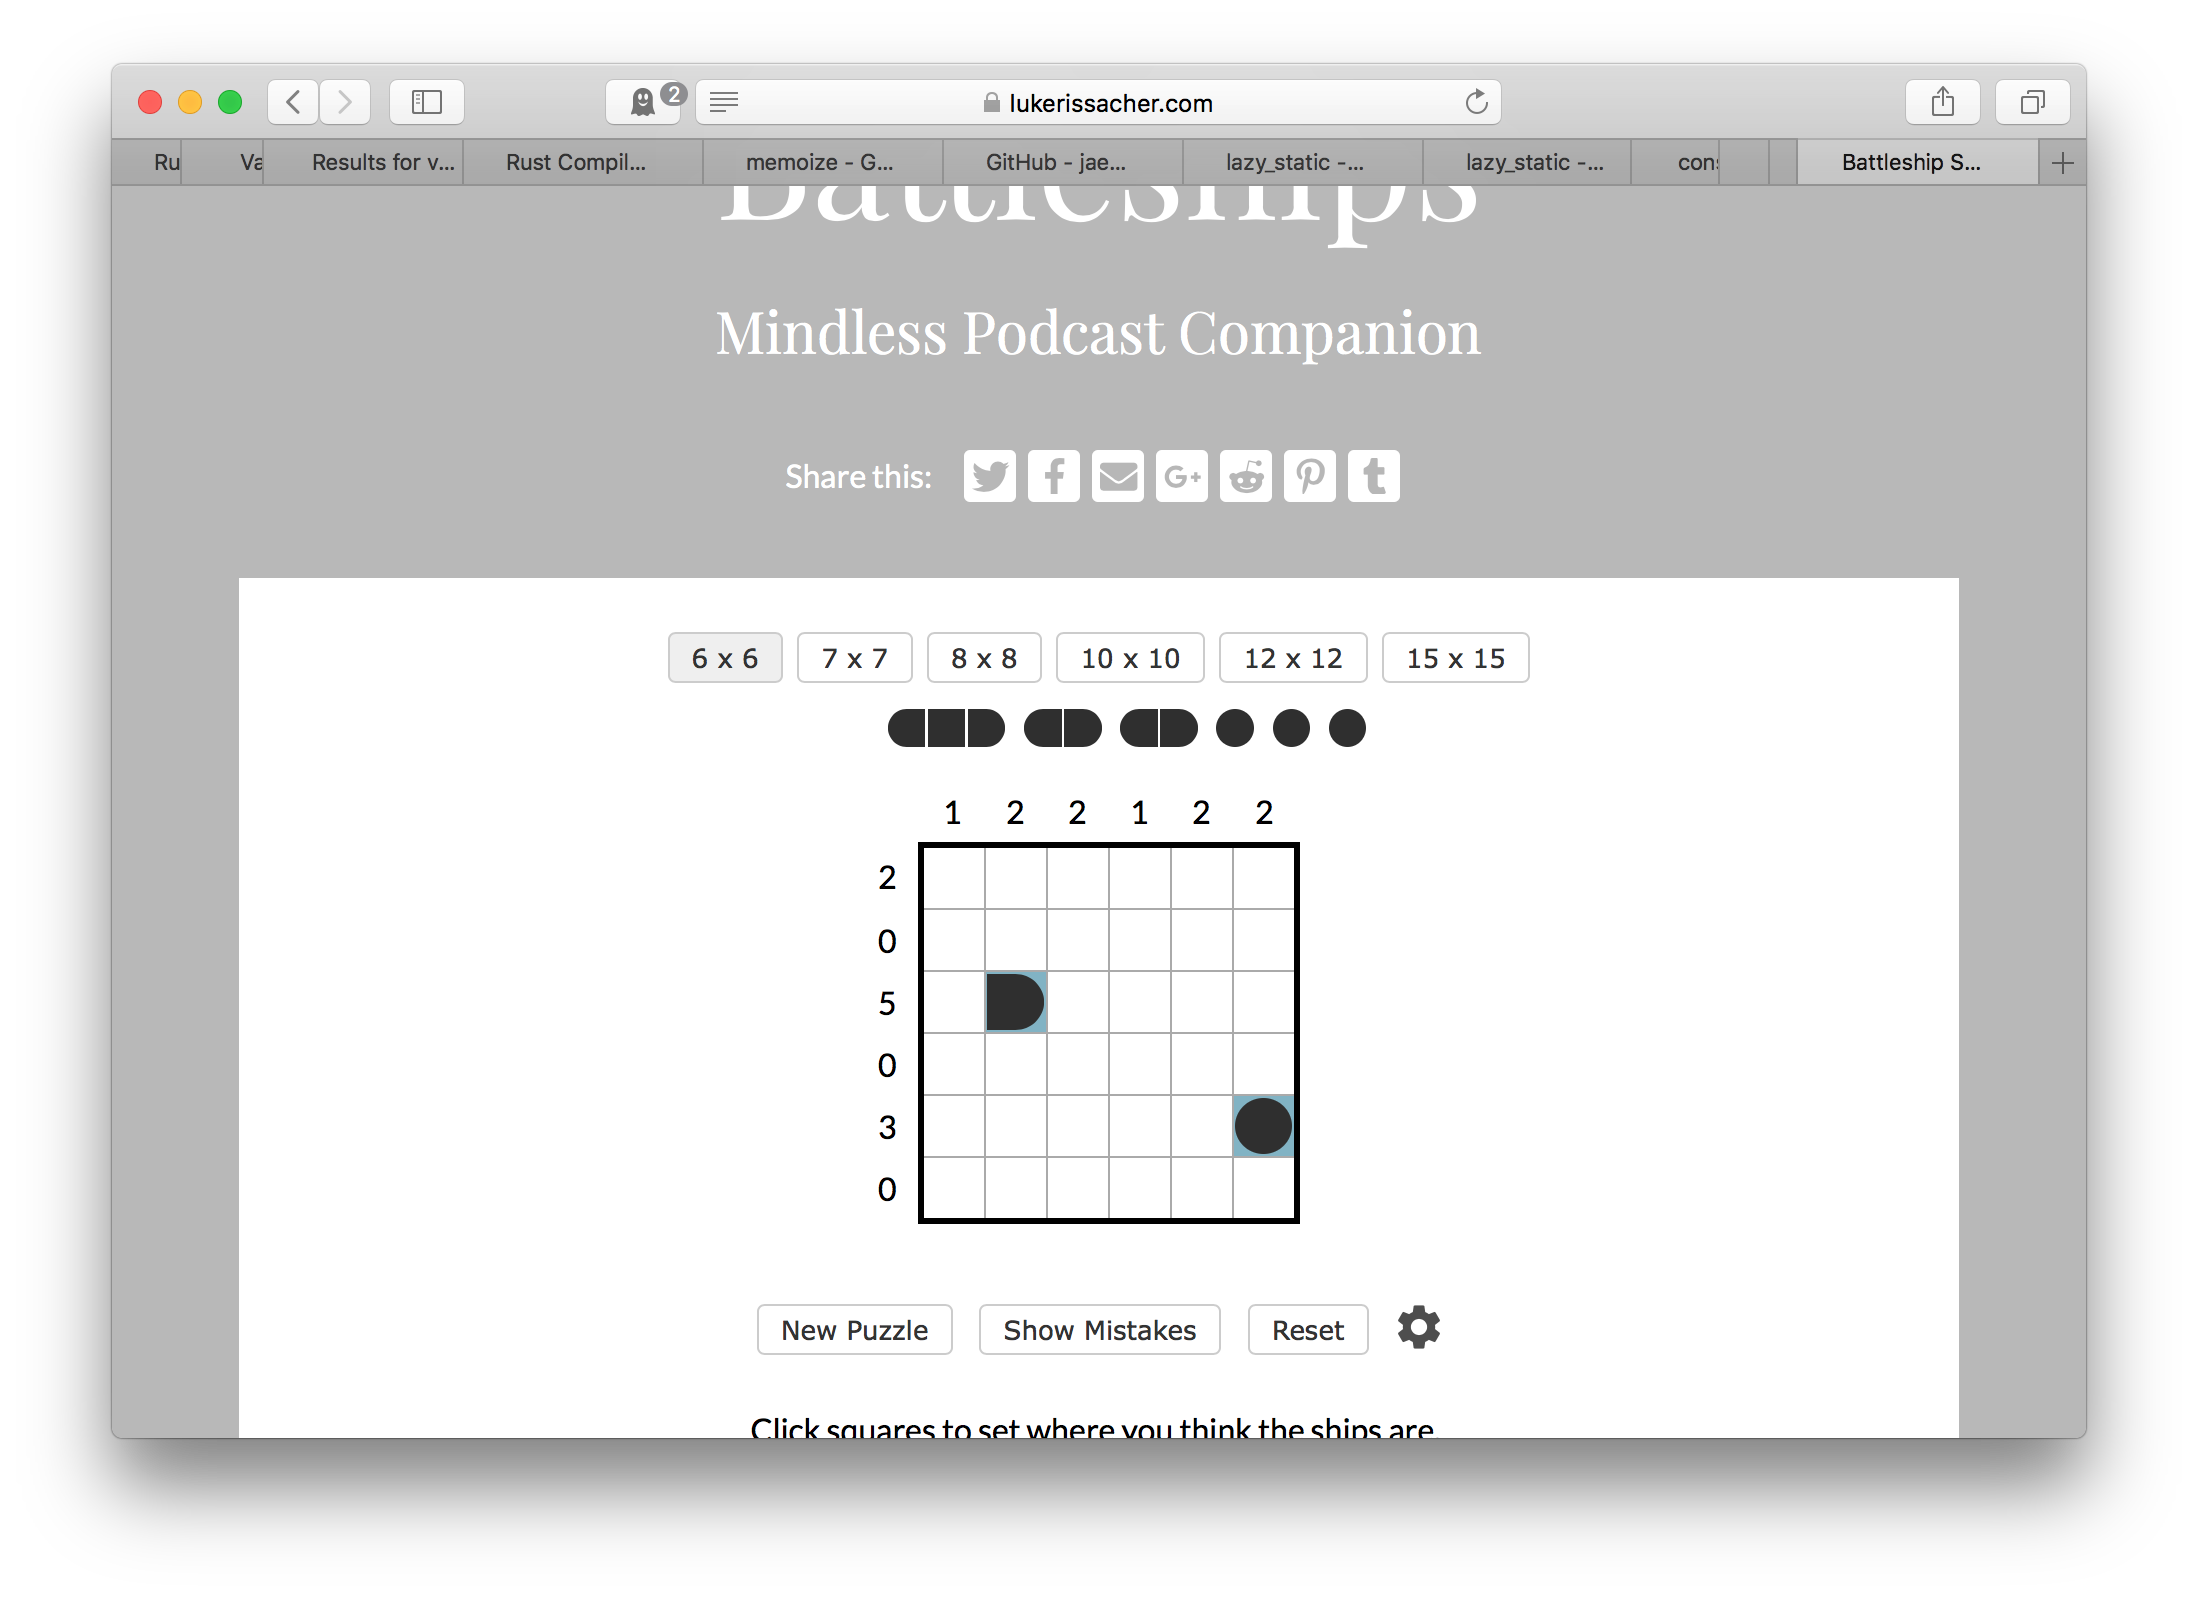 2
lukerissacher.com
Ru
Va
Results for v...
Rust Compil...
memoize - G...
GitHub - jae...
lazy_static -...
lazy_static -...
con
Battleship S...
+
Battleships
Mindless Podcast Companion
Share this:
6 x 6
7 x 7
8 x 8
10 x 10
12 x 12
15 x 15
1 2 2 1 2 2
2
0
5
0
3
0
New Puzzle
Show Mistakes
Reset
Click squares to set where you think the ships are